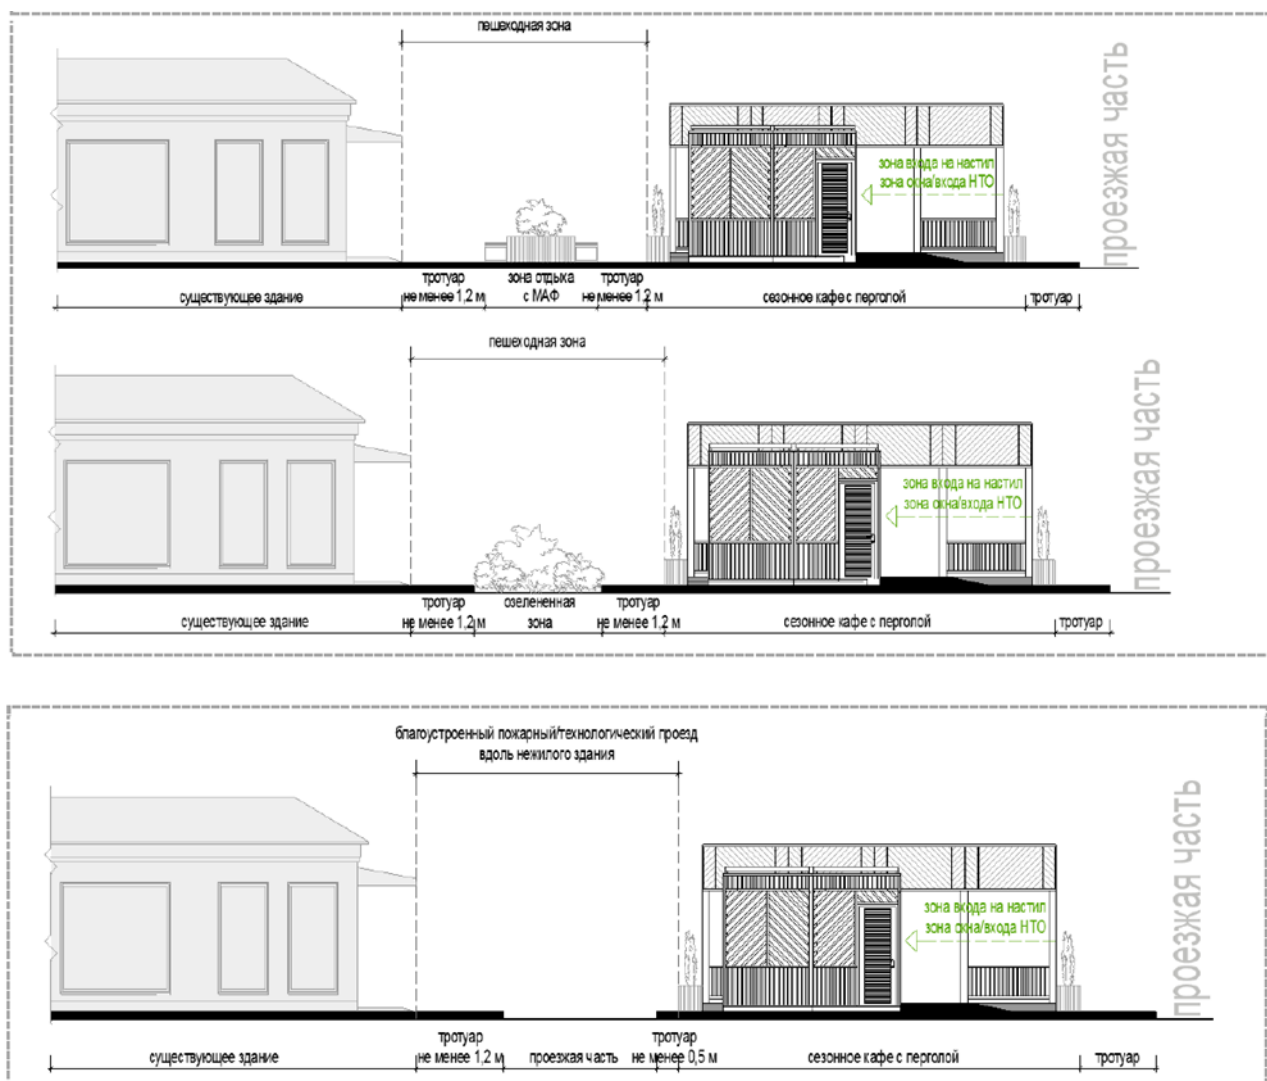 пешеходная зона
проезжая часть
зона входа на настил
зона окна/входа НТО
тротуар
не менее 1,2 м
зона отдыха
с МАФ
тротуар
не менее 1,2 м
существующее здание
сезонное кафе с перголой
тротуар
пешеходная зона
проезжая часть
зона входа на настил
зона окна/входа НТО
тротуар
не менее 1,2 м
озелененная
зона
тротуар
не менее 1,2 м
существующее здание
сезонное кафе с перголой
тротуар
благоустроенный пожарный/технологический проезд
вдоль нежилого здания
проезжая часть
зона входа на настил
зона окна/входа НТО
тротуар
не менее 1,2 м
проезжая часть
тротуар
не менее 0,5 м
существующее здание
сезонное кафе с перголой
тротуар